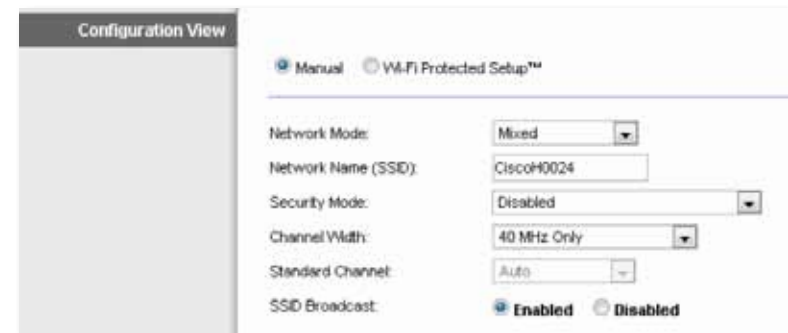 Configuration View
Manual Wi-Fi Protected Setup™
Network Mode: Mixed
Network Name (SSID): CiscoH0024
Security Mode: Disabled
Channel Width: 40 MHz Only
Standard Channel: Auto
SSID Broadcast: Enabled Disabled